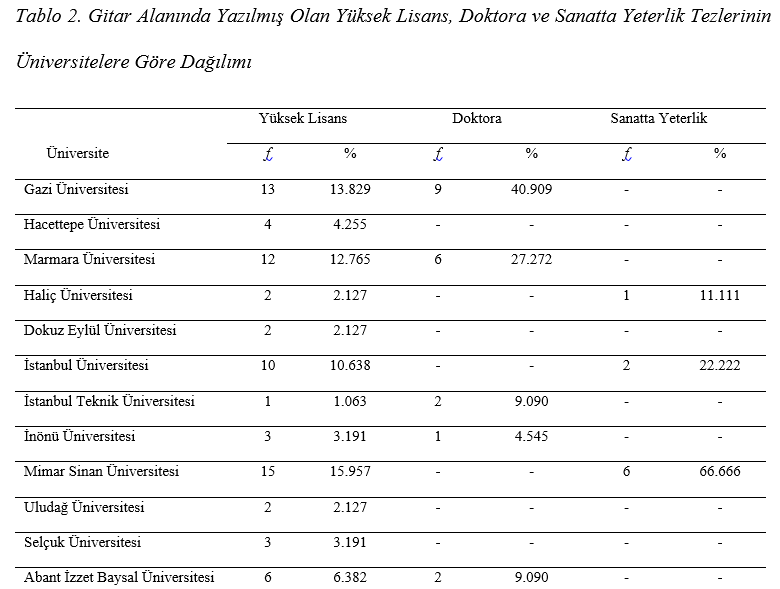 Tablo 2. Gitar Alanında Yazılmış Olan Yüksek Lisans, Doktora ve Sanatta Yeterlik Tezlerinin
Üniversitelere Göre Dağılımı
Yüksek Lisans Doktora Sanatta Yeterlik
Üniversite f % f % f %
Gazi Üniversitesi 13 13.829 9 40.909 - -
Hacettepe Üniversitesi 4 4.255 - - - -
Marmara Üniversitesi 12 12.765 6 27.272 - -
Haliç Üniversitesi 2 2.127 - - 1 11.111
Dokuz Eylül Üniversitesi 2 2.127 - - - -
İstanbul Üniversitesi 10 10.638 - - 2 22.222
İstanbul Teknik Üniversitesi 1 1.063 2 9.090 - -
İnönü Üniversitesi 3 3.191 1 4.545 - -
Mimar Sinan Üniversitesi 15 15.957 - - 6 66.666
Uludağ Üniversitesi 2 2.127 - - - -
Selçuk Üniversitesi 3 3.191 - - - -
Abant İzzet Baysal Üniversitesi 6 6.382 2 9.090 - -